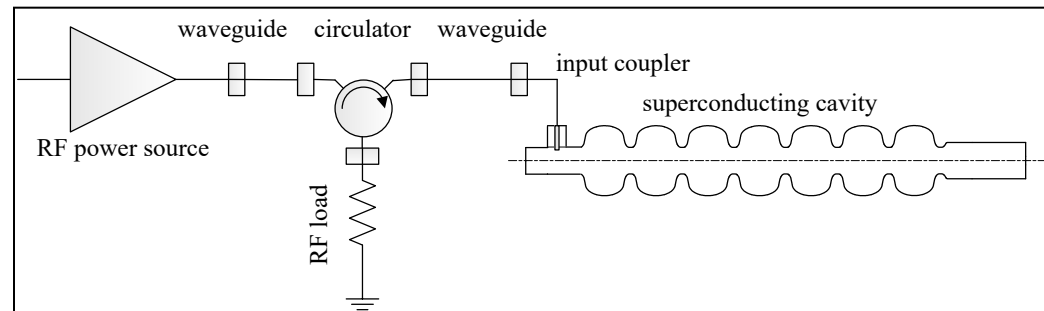 waveguide circulator waveguide
input coupler
superconducting cavity
RF power source
RF load